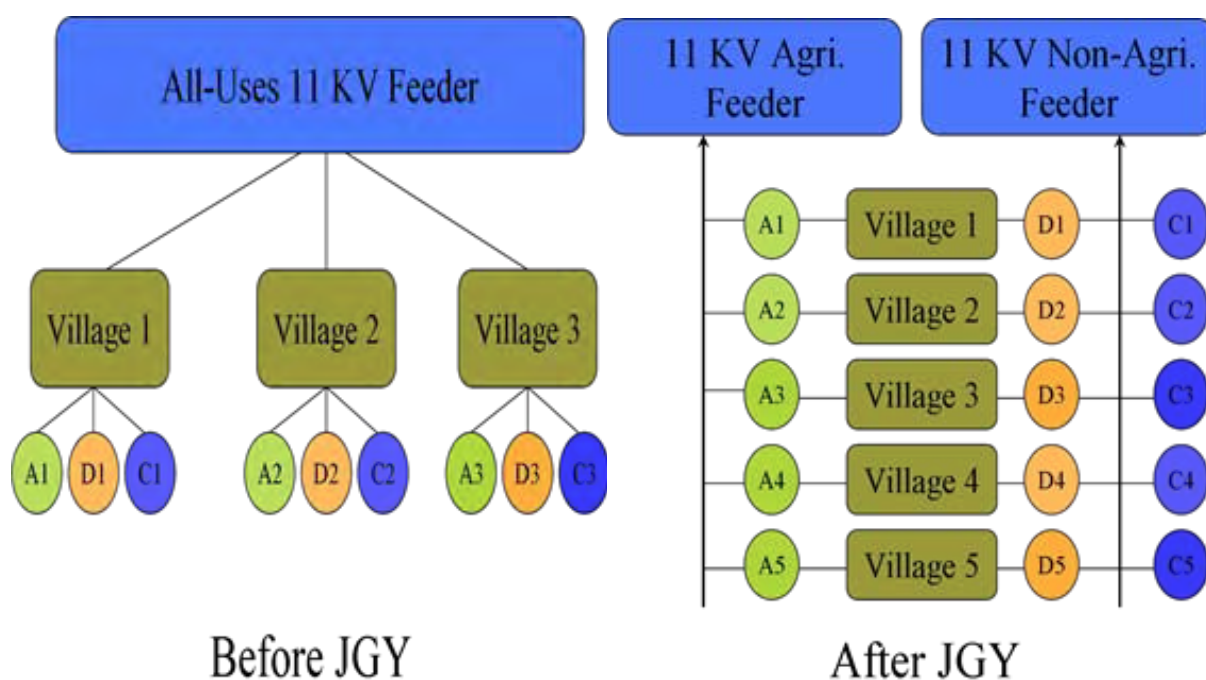 All-Uses 11 KV Feeder
Village 1
Village 2
Village 3
A1 D1 C1
A2 D2 C2
A3 D3 C3
Before JGY
11 KV Agri.
Feeder
11 KV Non-Agri.
Feeder
A1 Village 1 D1 C1
A2 Village 2 D2 C2
A3 Village 3 D3 C3
A4 Village 4 D4 C4
A5 Village 5 D5 C5
After JGY